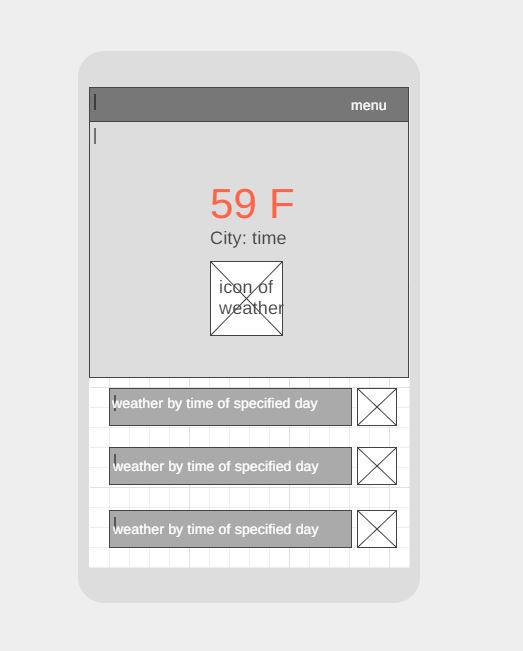 menu
59 F
City: time
icon of
weather
weather by time of specified day
weather by time of specified day
weather by time of specified day